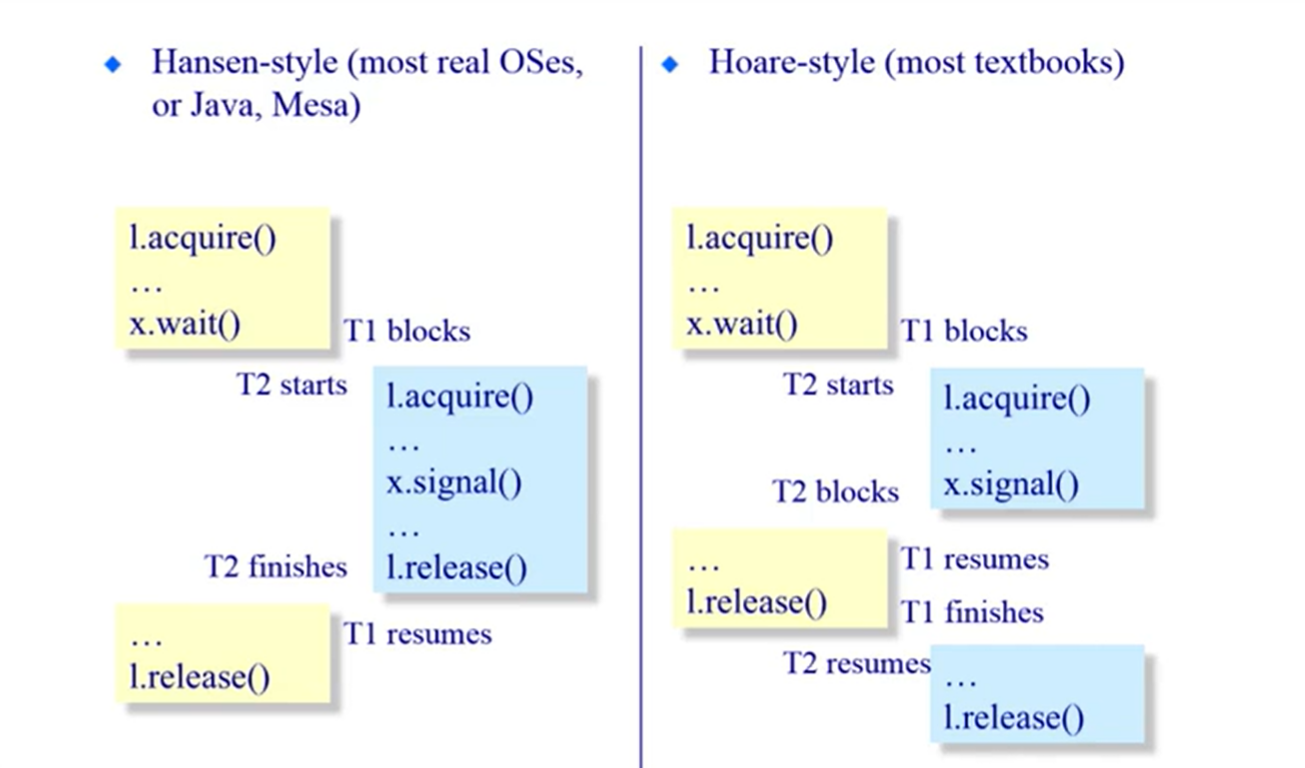 Hansen-style (most real OSes,
or Java, Mesa)
l.acquire()
...
x.wait()
T1 blocks
T2 starts
l.acquire()
...
x.signal()
...
T2 finishes
l.release()
T1 resumes
...
l.release()
Hoare-style (most textbooks)
l.acquire()
...
x.wait()
T1 blocks
T2 starts
l.acquire()
...
T2 blocks
x.signal()
T1 resumes
...
l.release()
T1 finishes
T2 resumes
...
l.release()